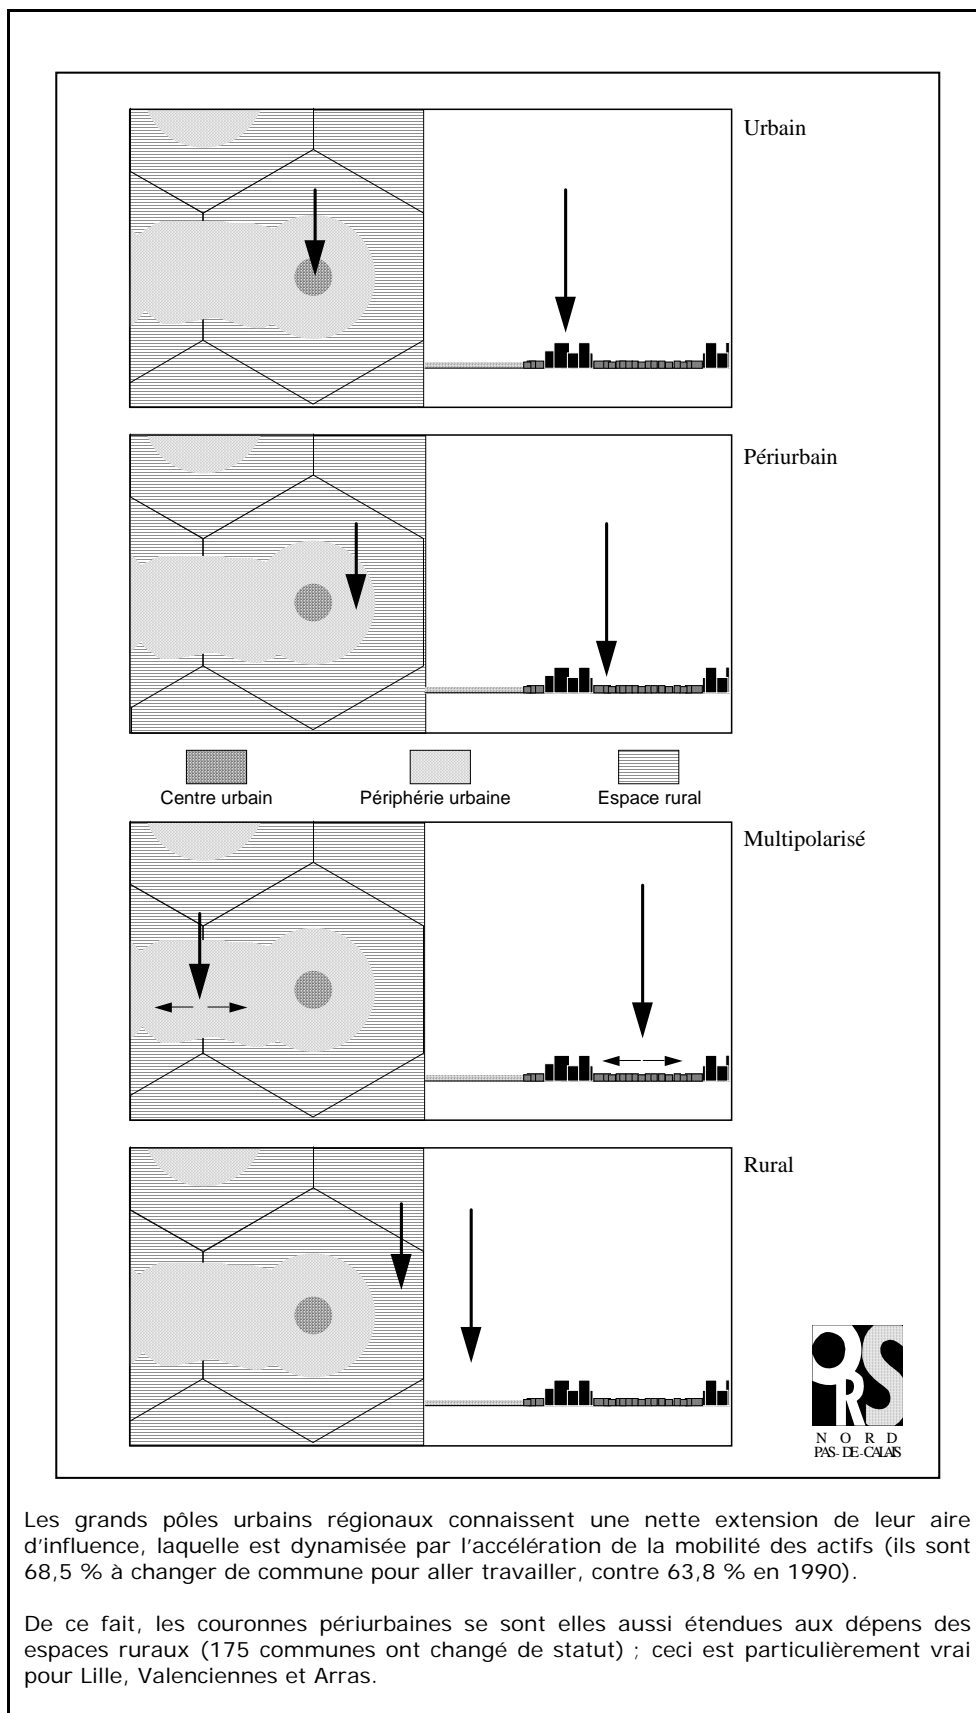 Urbain
Périurbain
Centre urbain
Périphérie urbaine
Espace rural
Multipolarisé
Rural
ORS
NORD
PAS-DE-CALAIS
Les grands pôles urbains régionaux connaissent une nette extension de leur aire
d'influence, laquelle est dynamisée par l'accélération de la mobilité des actifs (ils sont
68,5 % à changer de commune pour aller travailler, contre 63,8 % en 1990).
De ce fait, les couronnes périurbaines se sont elles aussi étendues aux dépens des
espaces ruraux (175 communes ont changé de statut) ; ceci est particulièrement vrai
pour Lille, Valenciennes et Arras.